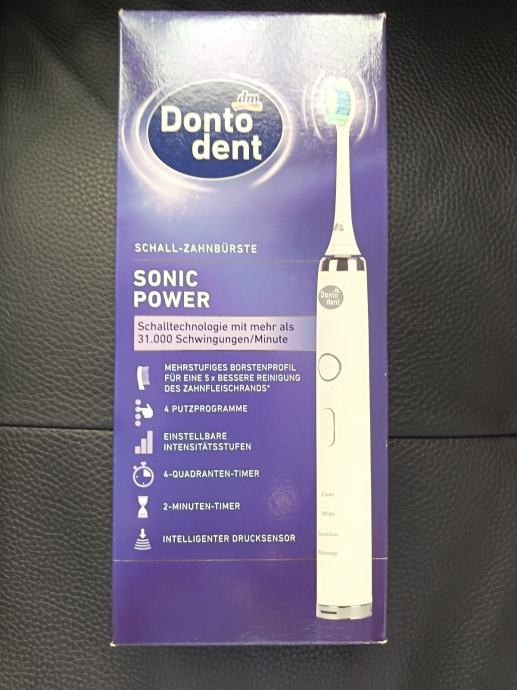 dm
Donto
dent
SCHALL-ZAHNBÜRSTE
SONIC
POWER
Schalltechnologie mit mehr als
31.000 Schwingungen/Minute
MEHRSTUFIGES BORSTENPROFIL
FÜR EINE 5 x BESSERE REINIGUNG
DES ZAHNFLEISCHRANDS*
4 PUTZPROGRAMME
EINSTELLBARE
INTENSITÄTSSTUFEN
4-QUADRANTEN-TIMER
2-MINUTEN-TIMER
INTELLIGENTER DRUCKSENSOR
dm
Donto
dent
Clean
White
Sensitive
Massage